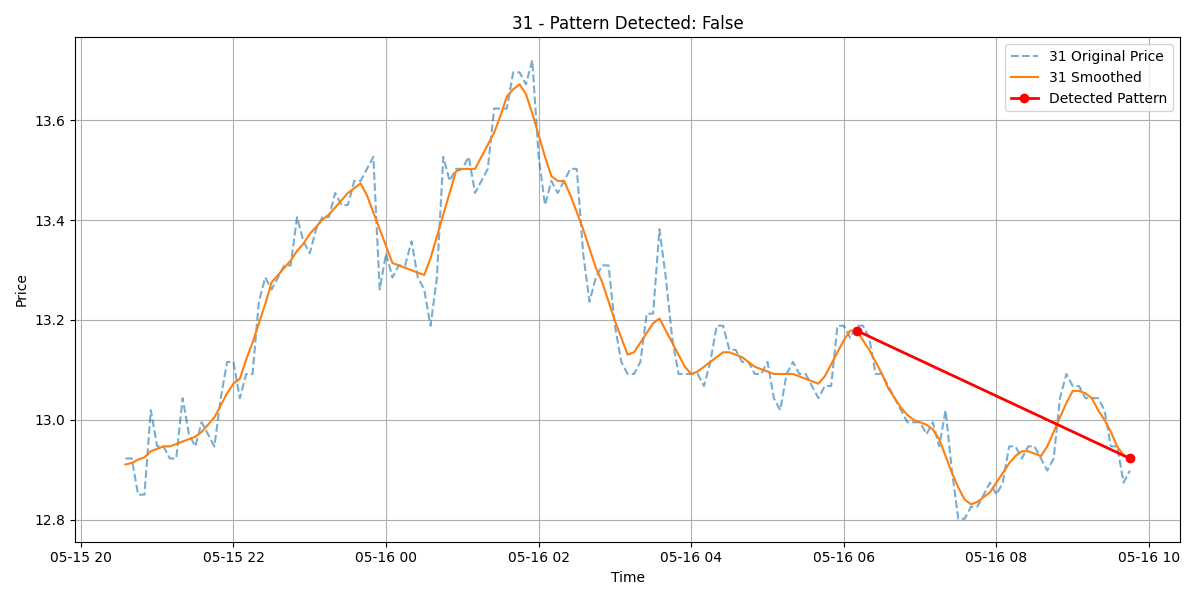 31 - Pattern Detected: False
31 Original Price
31 Smoothed
Detected Pattern
Price
13.6
13.4
13.2
13.0
12.8
05-15 20
05-15 22
05-16 00
05-16 02
05-16 04
05-16 06
05-16 08
05-16 10
Time